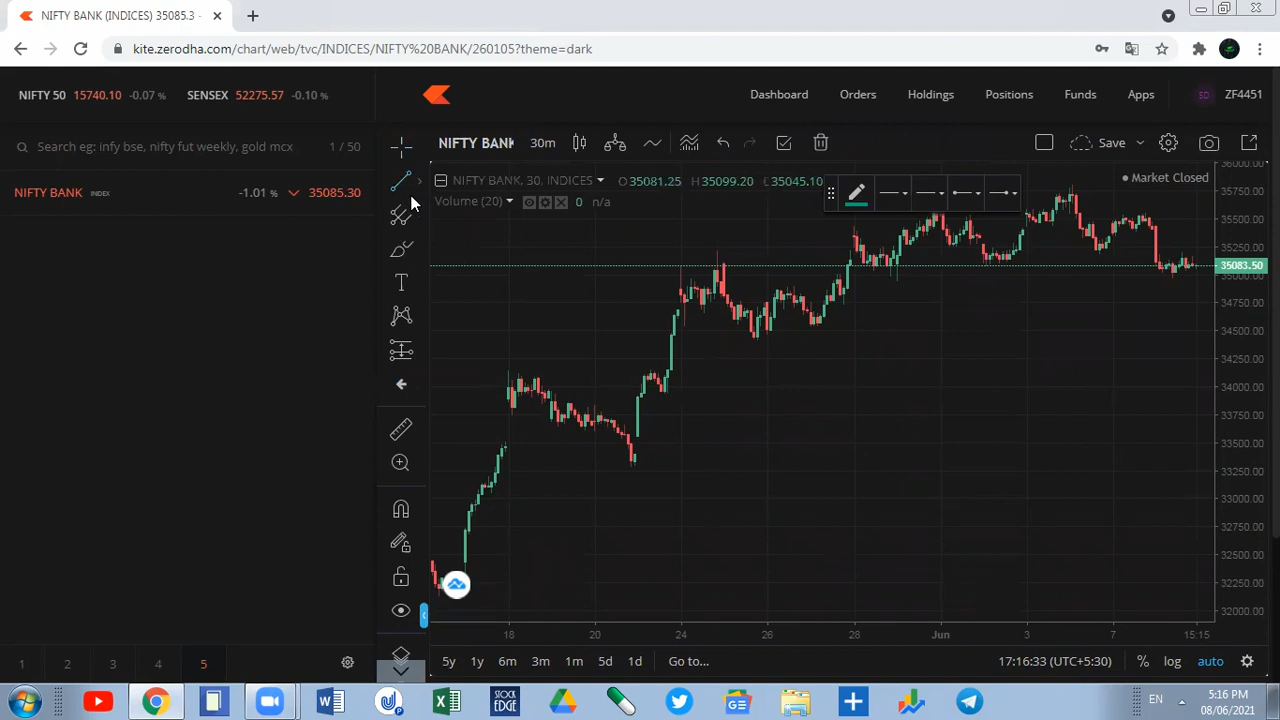 NIFTY BANK (INDICES) 35085.3 -
kite.zerodha.com/chart/web/tvc/INDICES/NIFTY%20BANK/260105?theme=dark
NIFTY 50 15740.10 -0.07 % SENSEX 52275.57 -0.10 %
Dashboard Orders Holdings Positions Funds Apps SD ZF4451
Search eg: infy bse, nifty fut weekly, gold mcx 1 / 50
NIFTY BANK 30m Save
NIFTY BANK INDEX -1.01 % 35085.30
NIFTY BANK, 30, INDICES O35081.25 H35099.20 L35045.10
Market Closed
Volume (20) 0 n/a
T
36000.00
35750.00
35500.00
35250.00
35083.50
35000.00
34750.00
34500.00
34250.00
34000.00
33750.00
33500.00
33250.00
33000.00
32750.00
32500.00
32250.00
32000.00
18 20 24 26 28 Jun 3 7 15:15
1 2 3 4 5
5y 1y 6m 3m 1m 5d 1d Go to... 17:16:33 (UTC+5:30) % log auto
STOCK EDGE
EN 5:16 PM
08/06/2021